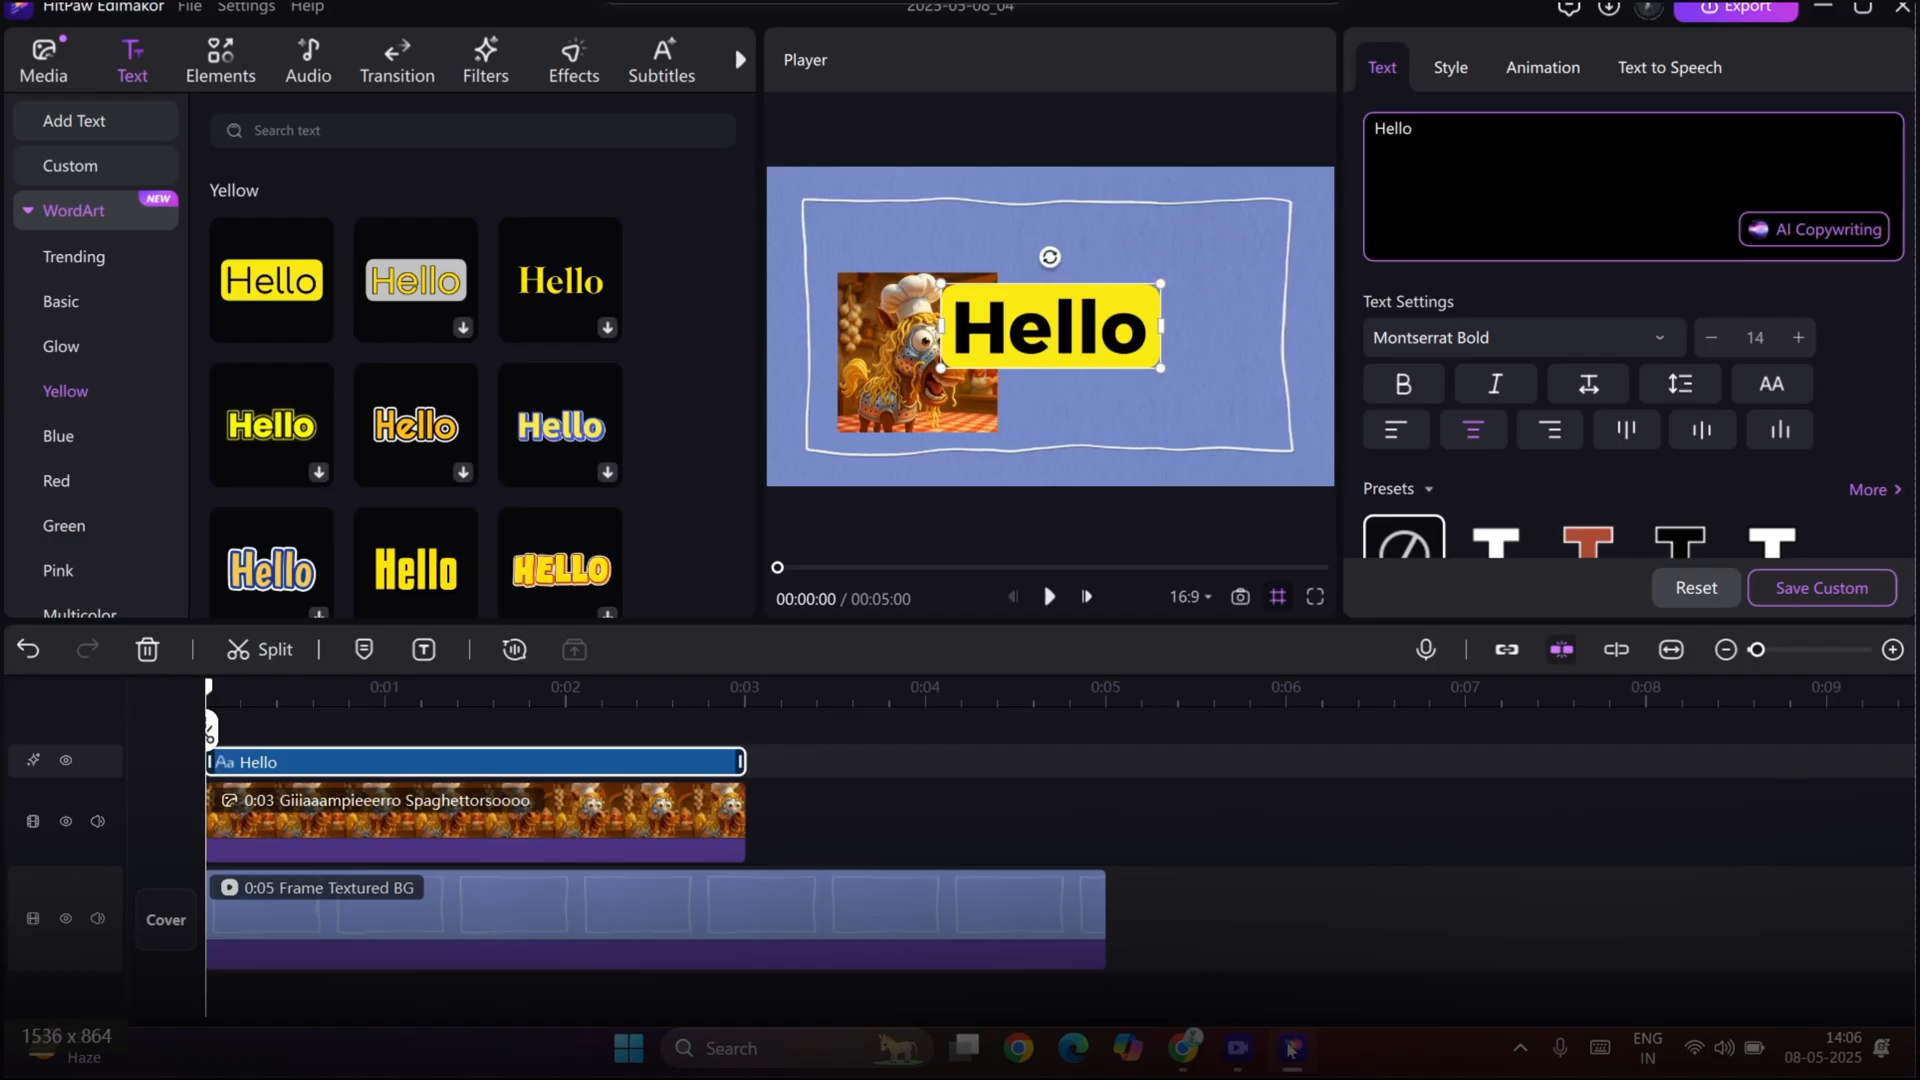 HitPaw Edimakor File Settings Help
2025-05-08_04
Export
Media
Text
Elements
Audio
Transition
Filters
Effects
Subtitles
Add Text
Custom
WordArt
NEW
Trending
Basic
Glow
Yellow
Blue
Red
Green
Pink
Multicolor
Search text
Yellow
Hello
Hello
Hello
Hello
Hello
Hello
Hello
Hello
HELLO
Player
Hello
00:00:00 / 00:05:00
16:9
Text
Style
Animation
Text to Speech
Hello
AI Copywriting
Text Settings
Montserrat Bold
14
B I T AA
Presets
More
T T T T
Reset
Save Custom
Split
0:01 0:02 0:03 0:04 0:05 0:06 0:07 0:08 0:09
Aa Hello
0:03 Giiiaaampieeerro Spaghettorsoooo
0:05 Frame Textured BG
Cover
1536 x 864
Haze
Search
ENG
IN
14:06
08-05-2025